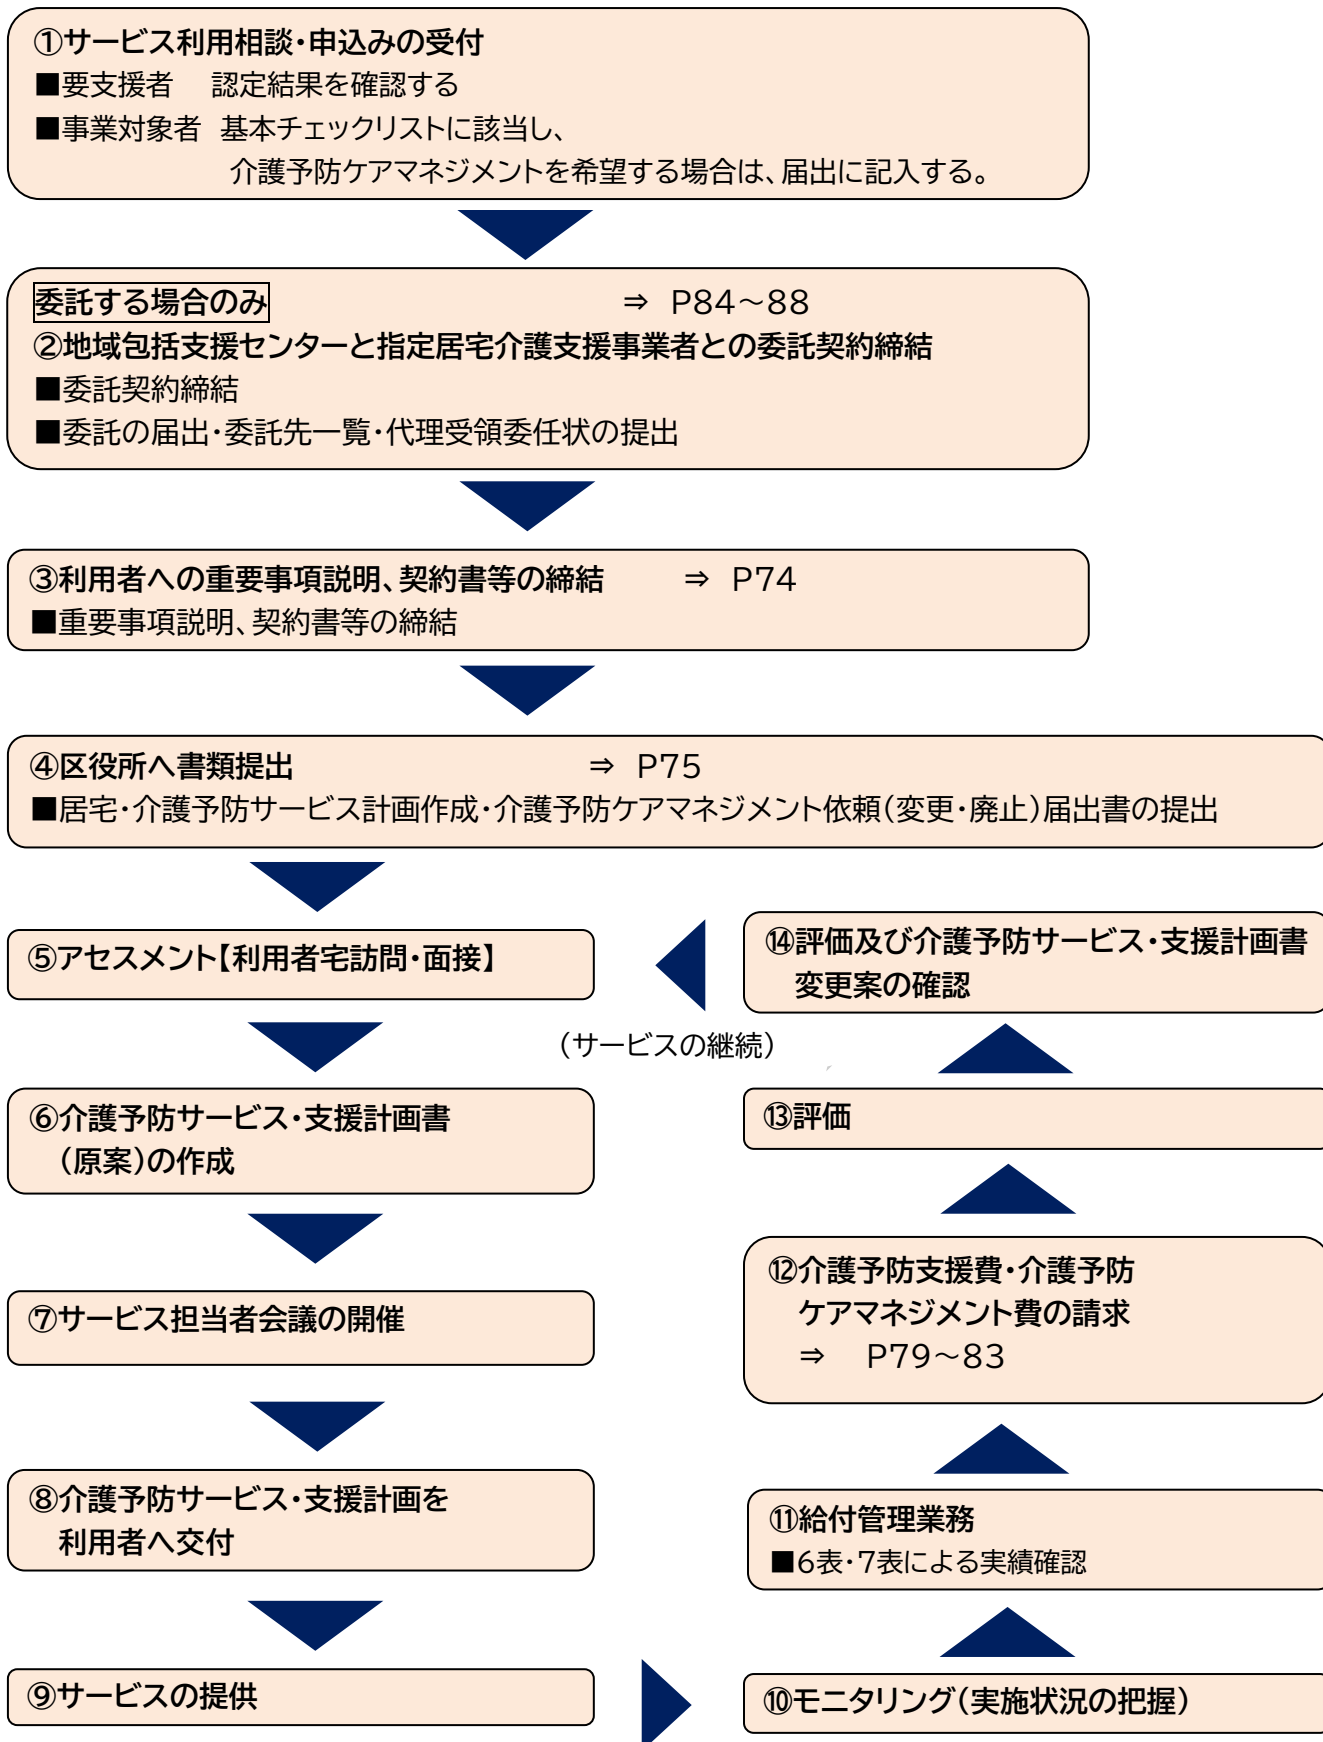 ①サービス利用相談・申込みの受付
■要支援者　認定結果を確認する
■事業対象者　基本チェックリストに該当し、
介護予防ケアマネジメントを希望する場合は、届出に記入する。
委託する場合のみ　⇒　P84～88
②地域包括支援センターと指定居宅介護支援事業者との委託契約締結
■委託契約締結
■委託の届出・委託先一覧・代理受領委任状の提出
③利用者への重要事項説明、契約書等の締結　⇒　P74
■重要事項説明、契約書等の締結
④区役所へ書類提出　⇒　P75
■居宅・介護予防サービス計画作成・介護予防ケアマネジメント依頼（変更・廃止）届出書の提出
⑤アセスメント【利用者宅訪問・面接】
⑥介護予防サービス・支援計画書
（原案）の作成
⑦サービス担当者会議の開催
⑧介護予防サービス・支援計画を
利用者へ交付
⑨サービスの提供
⑩モニタリング（実施状況の把握）
⑪給付管理業務
■6表・7表による実績確認
⑫介護予防支援費・介護予防
ケアマネジメント費の請求
⇒　P79～83
⑬評価
⑭評価及び介護予防サービス・支援計画書
変更案の確認
（サービスの継続）